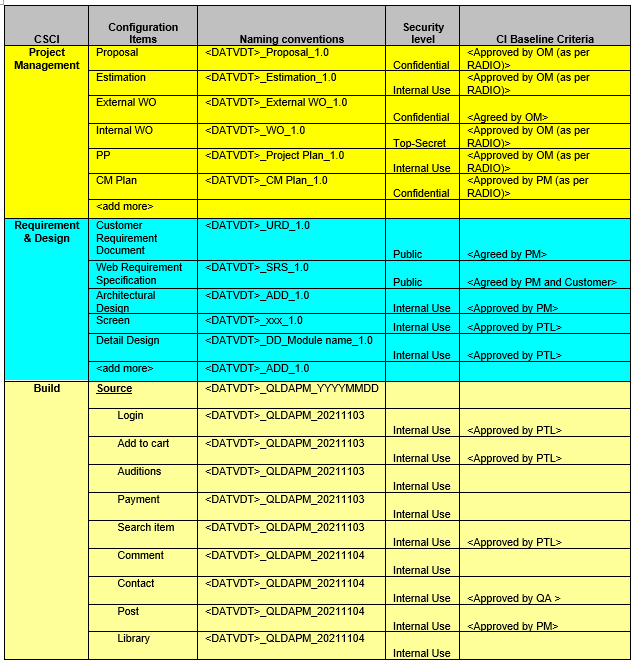 CSCI Configuration Items Naming conventions Security level CI Baseline Criteria
Project Management
Proposal <DATVDT>_Proposal_1.0 Confidential <Approved by OM (as per RADIO)>
Estimation <DATVDT>_Estimation_1.0 Internal Use <Approved by OM (as per RADIO)>
External WO <DATVDT>_External WO_1.0 Confidential <Agreed by OM>
Internal WO <DATVDT>_WO_1.0 Top-Secret <Approved by OM (as per RADIO)>
PP <DATVDT>_Project Plan_1.0 Internal Use <Approved by OM (as per RADIO)>
CM Plan <DATVDT>_CM Plan_1.0 Confidential <Approved by PM (as per RADIO)>
<add more>
Requirement & Design
Customer Requirement Document <DATVDT>_URD_1.0 Public <Agreed by PM>
Web Requirement Specification <DATVDT>_SRS_1.0 Public <Agreed by PM and Customer>
Architectural Design <DATVDT>_ADD_1.0 Internal Use <Approved by PM>
Screen <DATVDT>_xxx_1.0 Internal Use <Approved by PTL>
Detail Design <DATVDT>_DD_Module name_1.0 Internal Use <Approved by PTL>
<add more> <DATVDT>_ADD_1.0
Build
Source <DATVDT>_QLDAPM_YYYYMMDD
Login <DATVDT>_QLDAPM_20211103 Internal Use <Approved by PTL>
Add to cart <DATVDT>_QLDAPM_20211103 Internal Use <Approved by PTL>
Auditions <DATVDT>_QLDAPM_20211103 Internal Use
Payment <DATVDT>_QLDAPM_20211103 Internal Use
Search item <DATVDT>_QLDAPM_20211103 Internal Use <Approved by PTL>
Comment <DATVDT>_QLDAPM_20211104 Internal Use
Contact <DATVDT>_QLDAPM_20211104 Internal Use <Approved by QA >
Post <DATVDT>_QLDAPM_20211104 Internal Use <Approved by PM>
Library <DATVDT>_QLDAPM_20211104 Internal Use